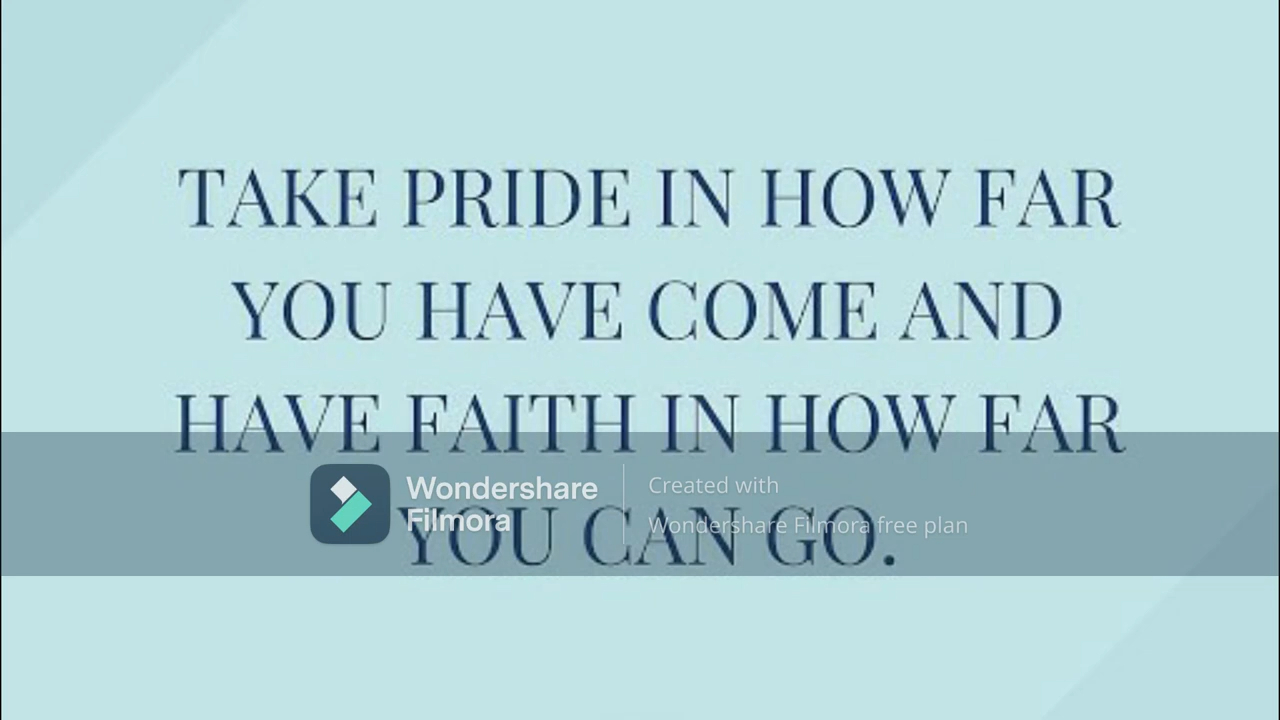 TAKE PRIDE IN HOW FAR
YOU HAVE COME AND
HAVE FAITH IN HOW FAR
YOU CAN GO.
Wondershare
Filmora
Created with
Wondershare Filmora free plan